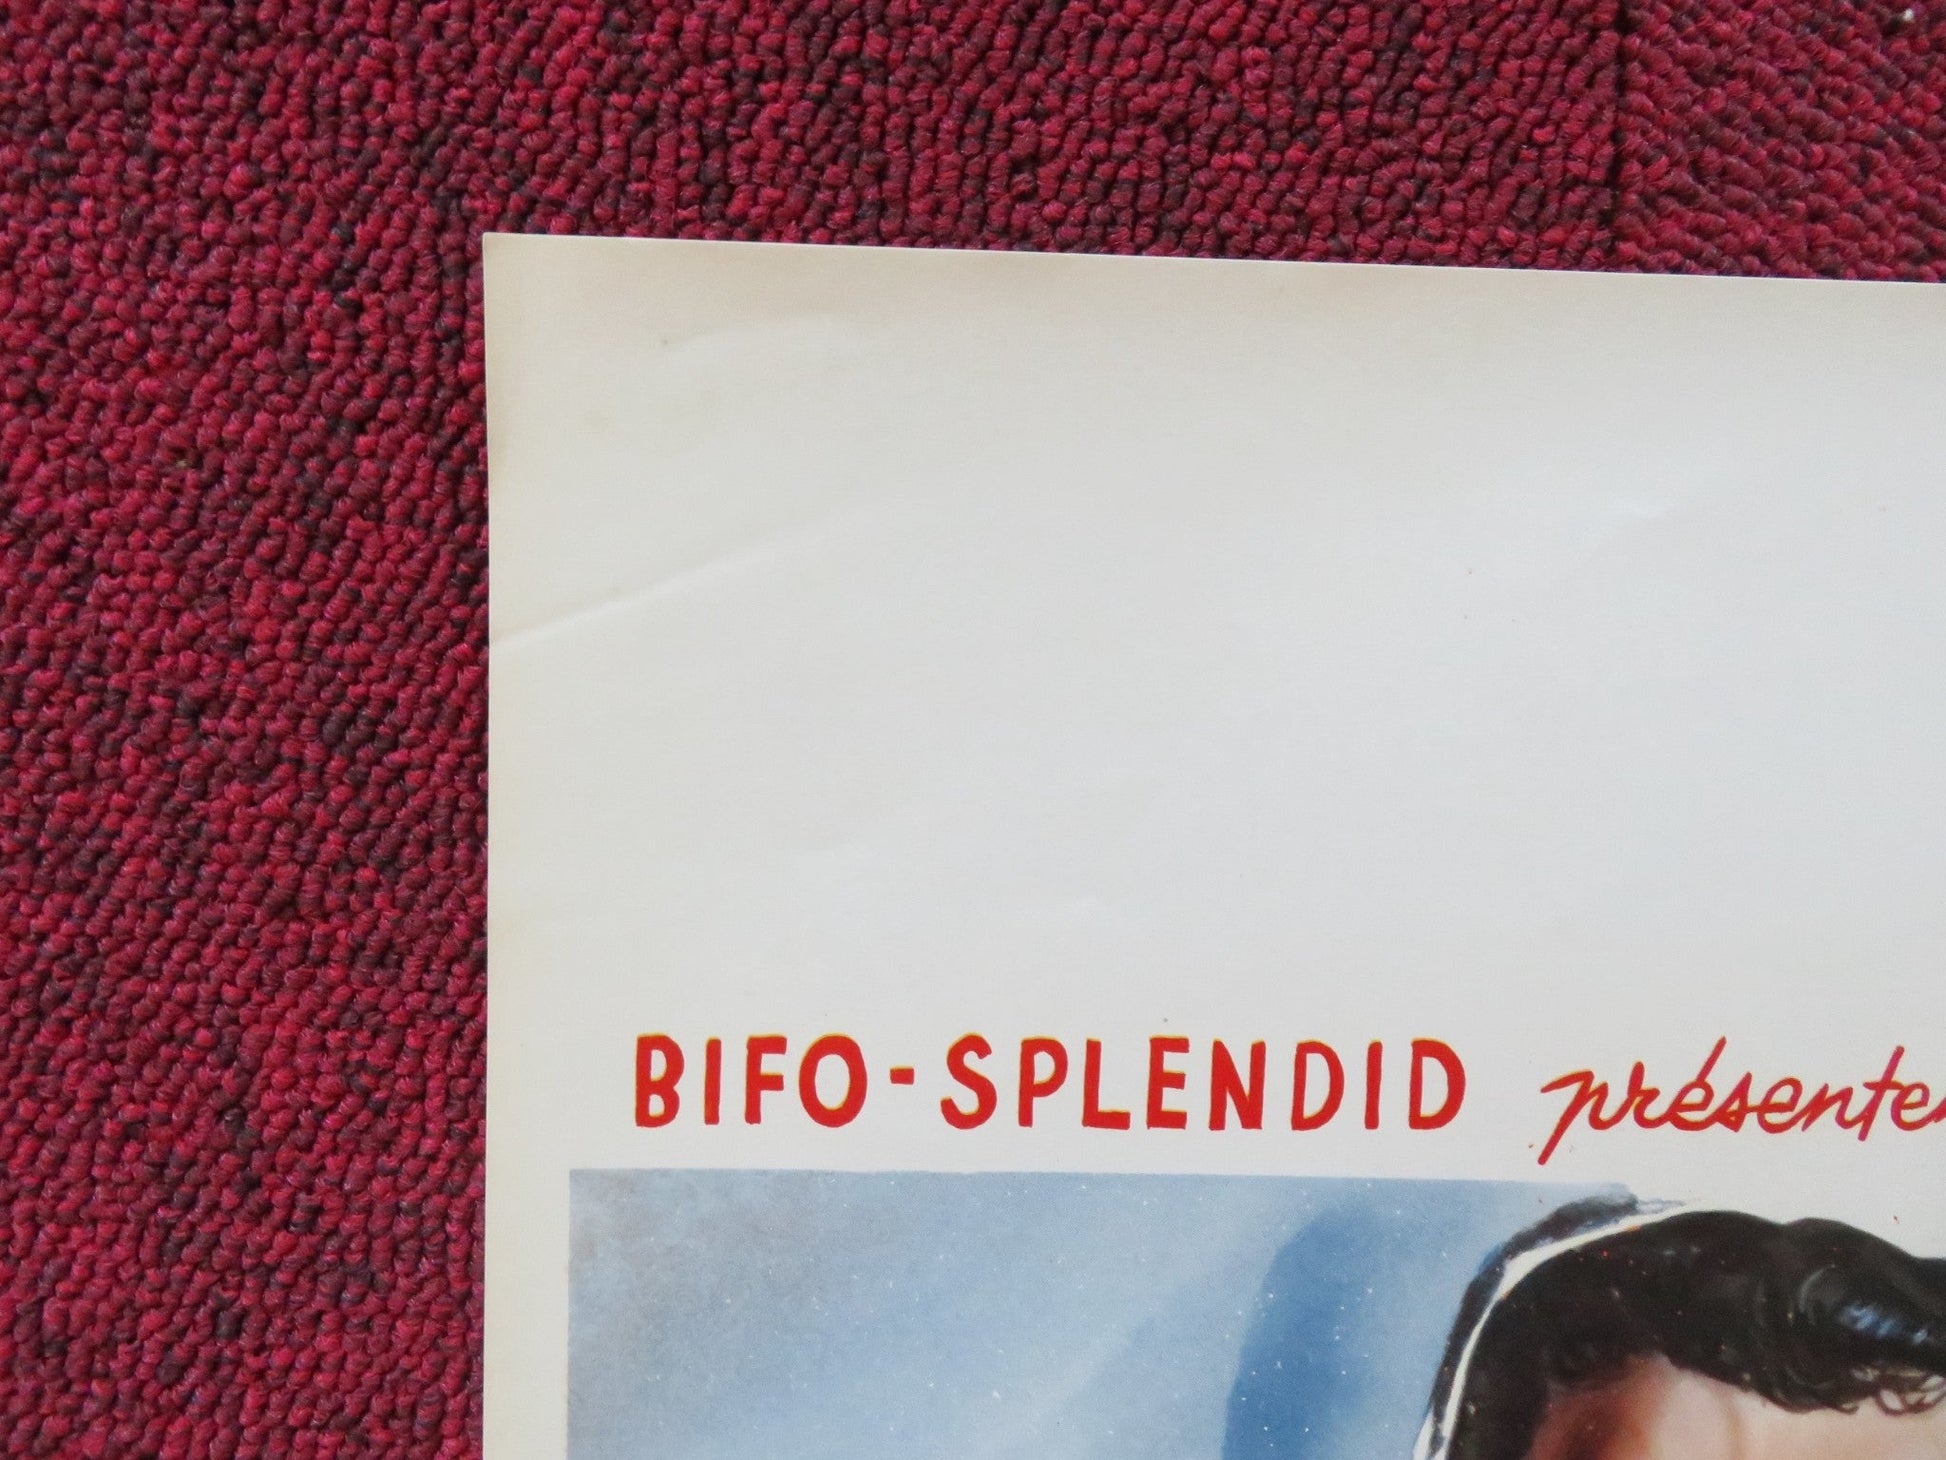 BIFO-SPLENDID présente